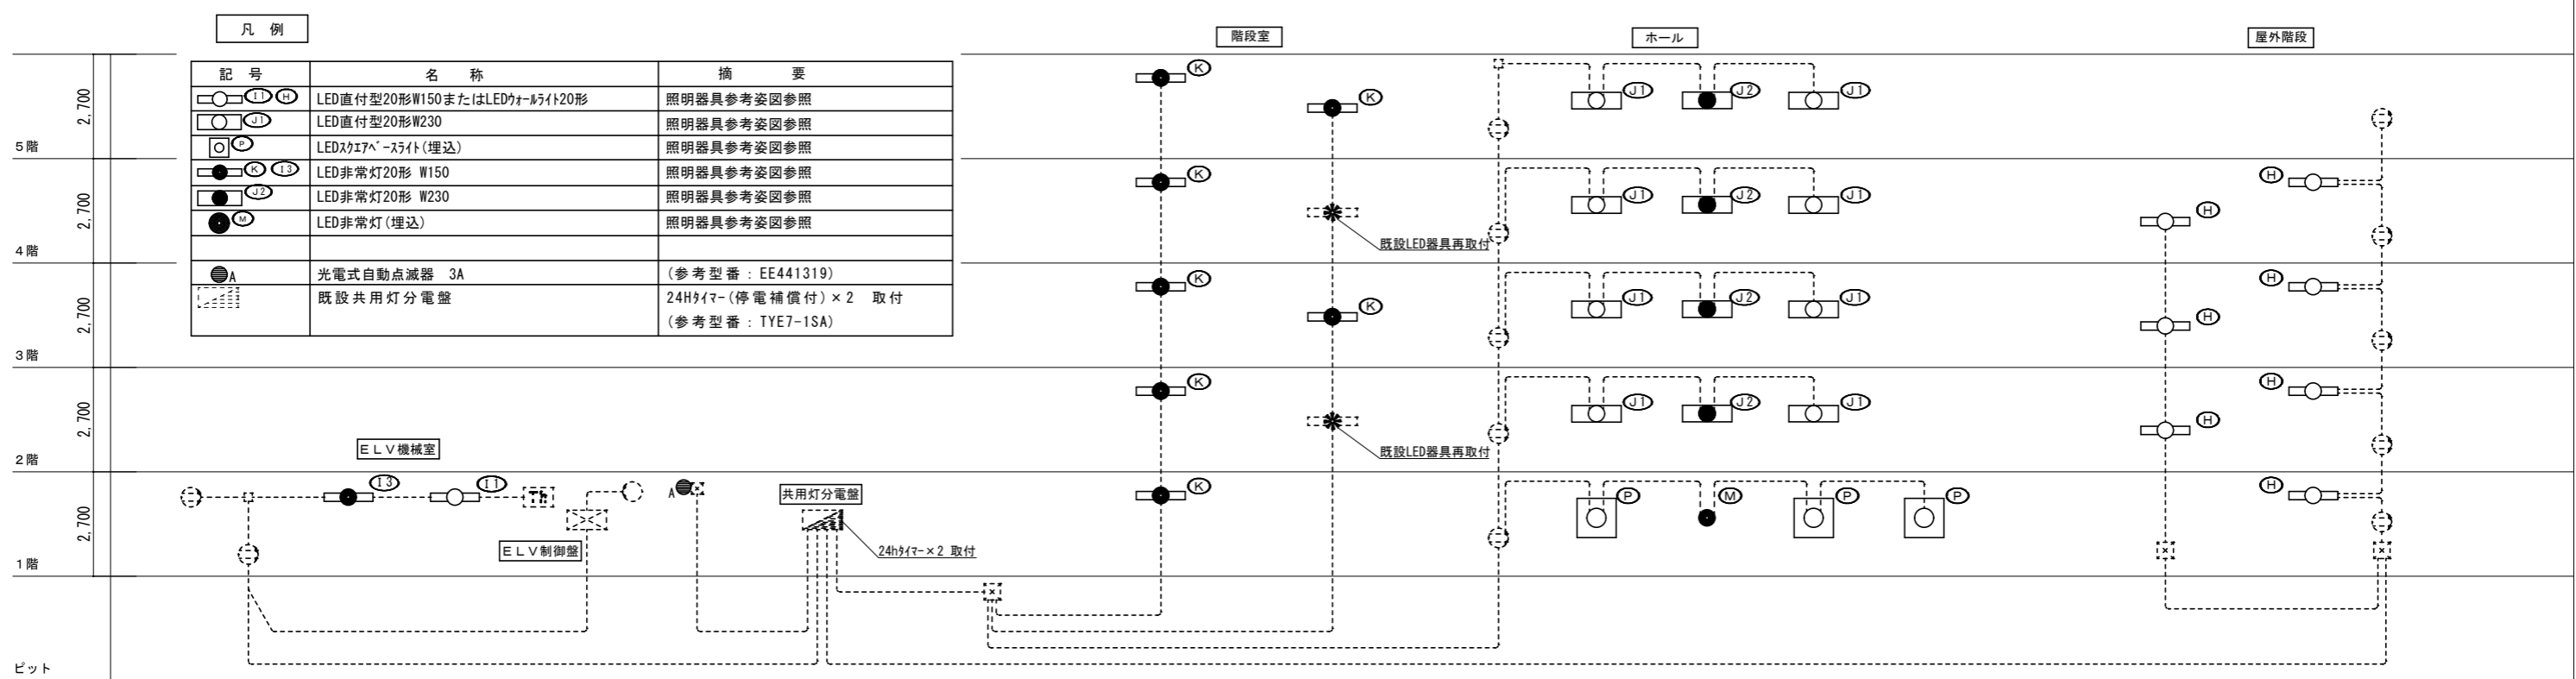 凡 例
階段室
ホール
屋外階段
記 号 名 称 摘 要
I1 H LED直付型20形W150またはLEDウォールライト20形 照明器具参考姿図参照
J1 LED直付型20形W230 照明器具参考姿図参照
P LEDスクエアベースライト(埋込) 照明器具参考姿図参照
K I3 LED非常灯20形 W150 照明器具参考姿図参照
J2 LED非常灯20形 W230 照明器具参考姿図参照
M LED非常灯(埋込) 照明器具参考姿図参照
A 光電式自動点滅器 3A (参考型番:EE441319)
既設共用灯分電盤 24Hタイマー(停電補償付)×2 取付
(参考型番:TYE7-1SA)
2,700
5階
K
K
J1 J2 J1
2,700
4階
K
既設LED器具再取付
J1 J2 J1
H
H
2,700
3階
K
K
J1 J2 J1
H
H
2,700
2階
K
既設LED器具再取付
J1 J2 J1
H
H
ELV機械室
2,700
1階
I3 I1
A
共用灯分電盤
24hタイマー×2 取付
ELV制御盤
K
P M P P
H
ピット